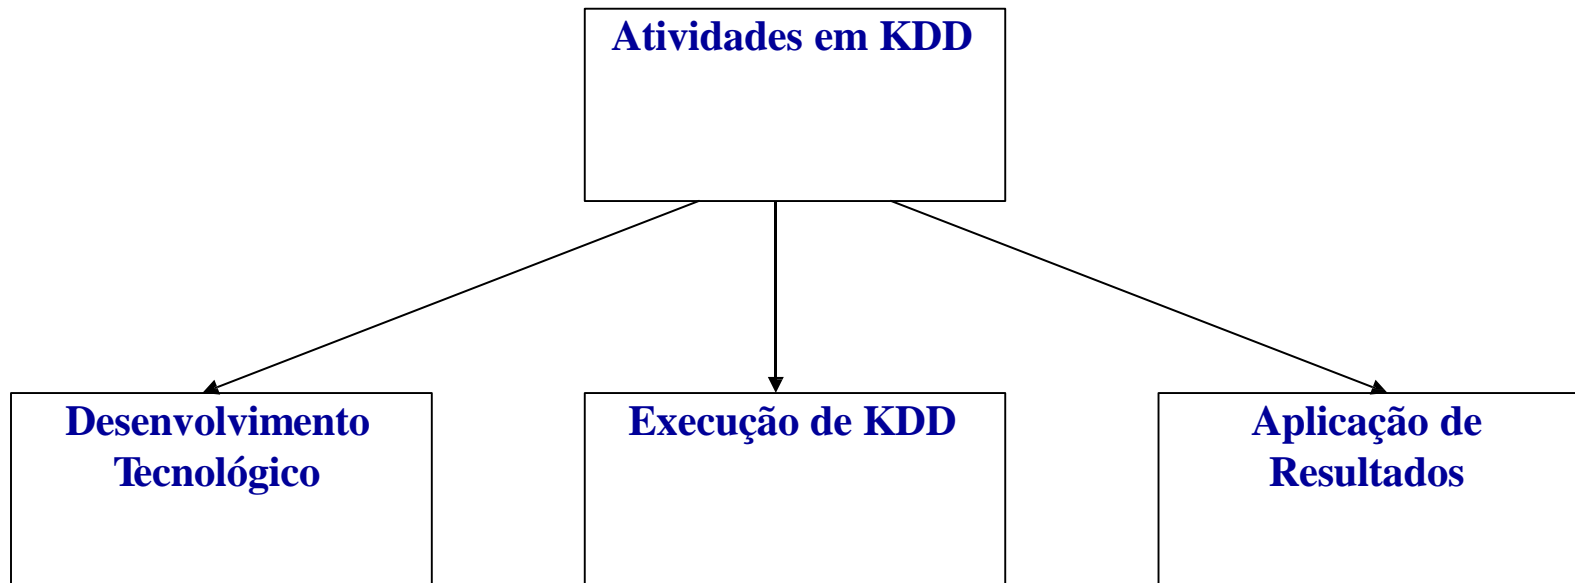 Atividades em KDD
Desenvolvimento
Tecnológico
Execução de KDD
Aplicação de
Resultados